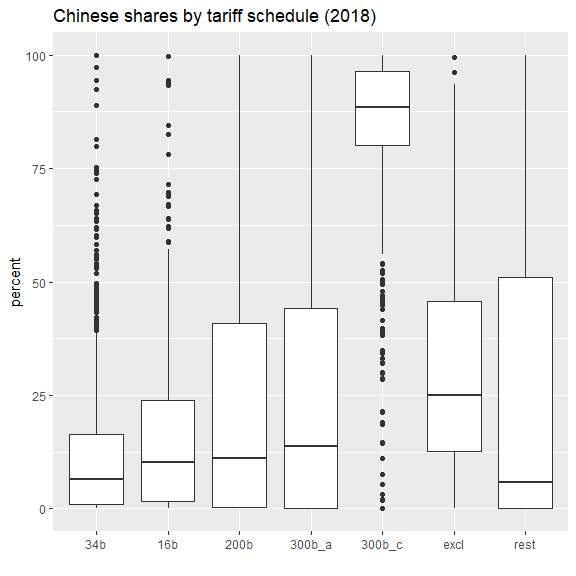 Chinese shares by tariff schedule (2018)
100
75
50
25
0
percent
34b 16b 200b 300b_a 300b_c excl rest